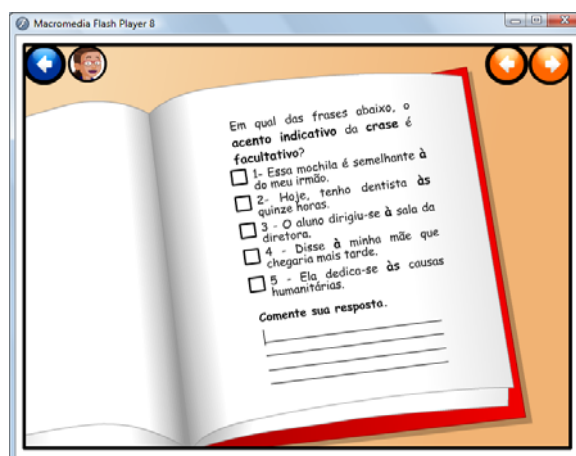 Macromedia Flash Player 8
Em qual das frases abaixo, o
acento indicativo da crase é
facultativo?
1- Essa mochila é semelhante à
do meu irmão.
2- Hoje, tenho dentista às
quinze horas.
3 - O aluno dirigiu-se à sala da
diretora.
4 - Disse à minha mãe que
chegaria mais tarde.
5 - Ela dedica-se às causas
humanitárias.
Comente sua resposta.